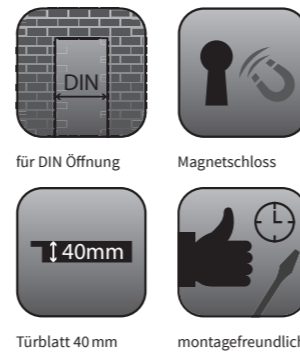 DIN
für DIN Öffnung
Magnetschloss
40mm
Türblatt 40 mm
montagefreundlich